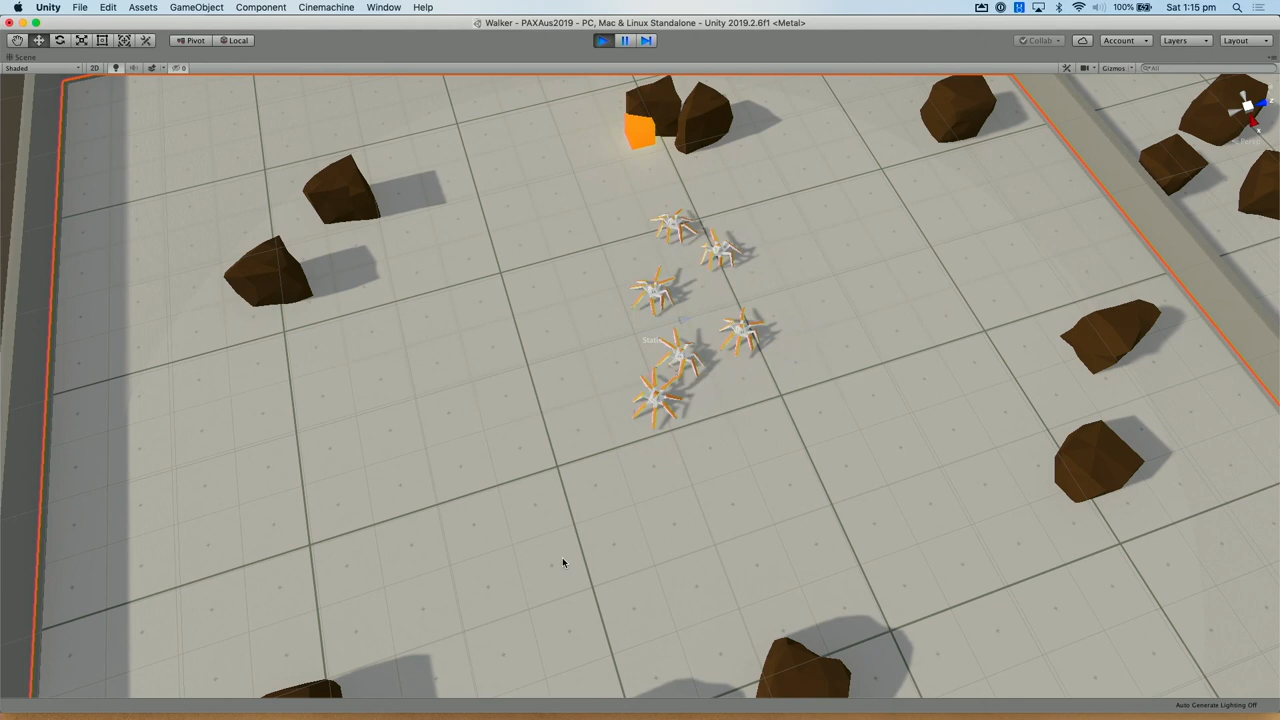 Unity File Edit Assets GameObject Component Cinemachine Window Help 100% Sat 1:15 pm
Walker - PAXAus2019 - PC, Mac & Linux Standalone - Unity 2019.2.6f1 <Metal>
Pivot Local Collab Account Layers Layout
Scene
Shaded 2D 0 Gizmos All
z
x
Persp
Auto Generate Lighting Off